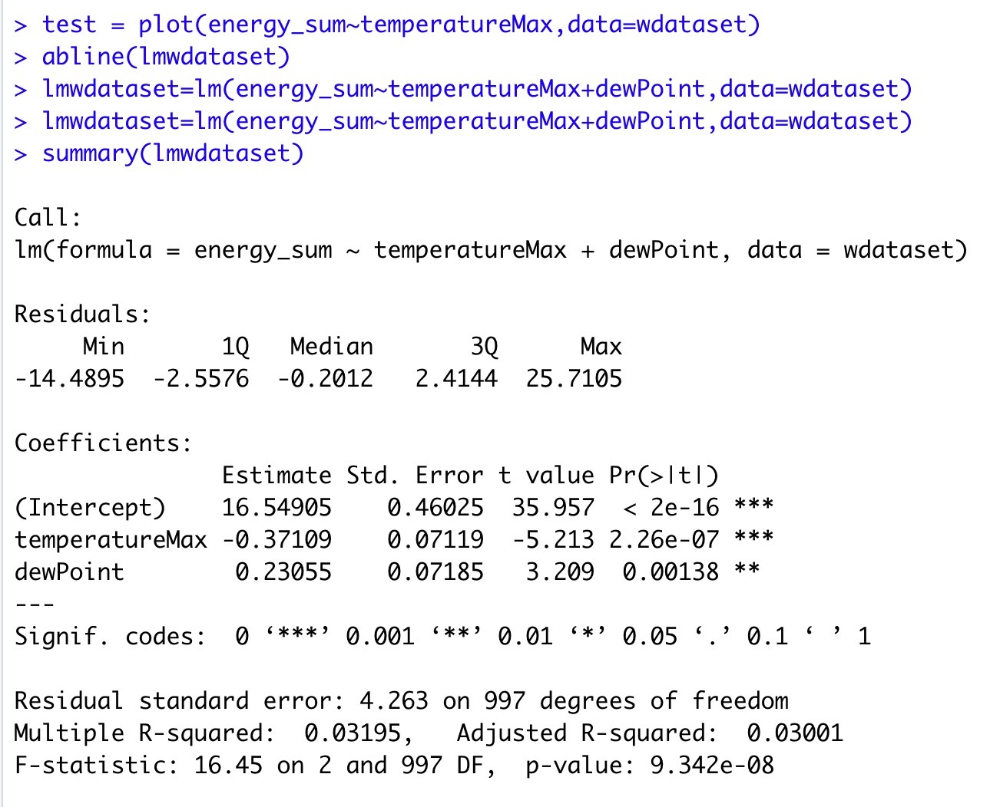 > test = plot(energy_sum~temperatureMax,data=wdataset)
> abline(lmwdataset)
> lmwdataset=lm(energy_sum~temperatureMax+dewPoint,data=wdataset)
> lmwdataset=lm(energy_sum~temperatureMax+dewPoint,data=wdataset)
> summary(lmwdataset)

Call:
lm(formula = energy_sum ~ temperatureMax + dewPoint, data = wdataset)

Residuals:
     Min       1Q   Median       3Q      Max
-14.4895  -2.5576  -0.2012   2.4144  25.7105

Coefficients:
               Estimate Std. Error t value Pr(>|t|)
(Intercept)    16.54905    0.46025  35.957  < 2e-16 ***
temperatureMax -0.37109    0.07119  -5.213 2.26e-07 ***
dewPoint        0.23055    0.07185   3.209  0.00138 **
---
Signif. codes:  0 ‘***’ 0.001 ‘**’ 0.01 ‘*’ 0.05 ‘.’ 0.1 ‘ ’ 1

Residual standard error: 4.263 on 997 degrees of freedom
Multiple R-squared:  0.03195,   Adjusted R-squared:  0.03001
F-statistic: 16.45 on 2 and 997 DF,  p-value: 9.342e-08